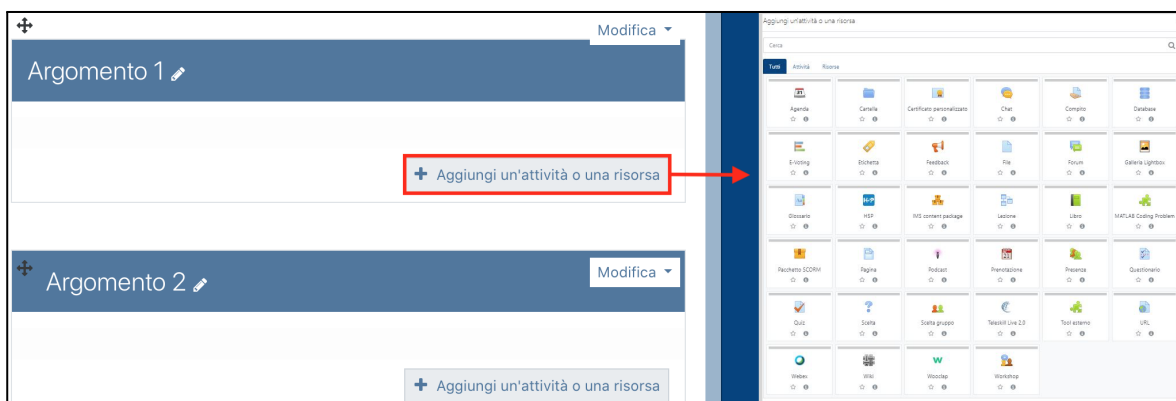 Modifica
Argomento 1
+ Aggiungi un'attività o una risorsa
Modifica
Argomento 2
+ Aggiungi un'attività o una risorsa
Aggiungi un'attività o una risorsa
Cerca
Tutti Attività Risorse
Agenda Cartella Certificato personalizzato Chat Compito Database
E-Voting Etichetta Feedback File Forum Galleria Lightbox
Glossario H5P IMS content package Lezione Libro MATLAB Coding Problem
Pacchetto SCORM Pagina Podcast Prenotazione Presenza Questionario
Quiz Scelta Scelta gruppo Teleskill Live 2.0 Tool esterno URL
Webex Wiki Wooclap Workshop